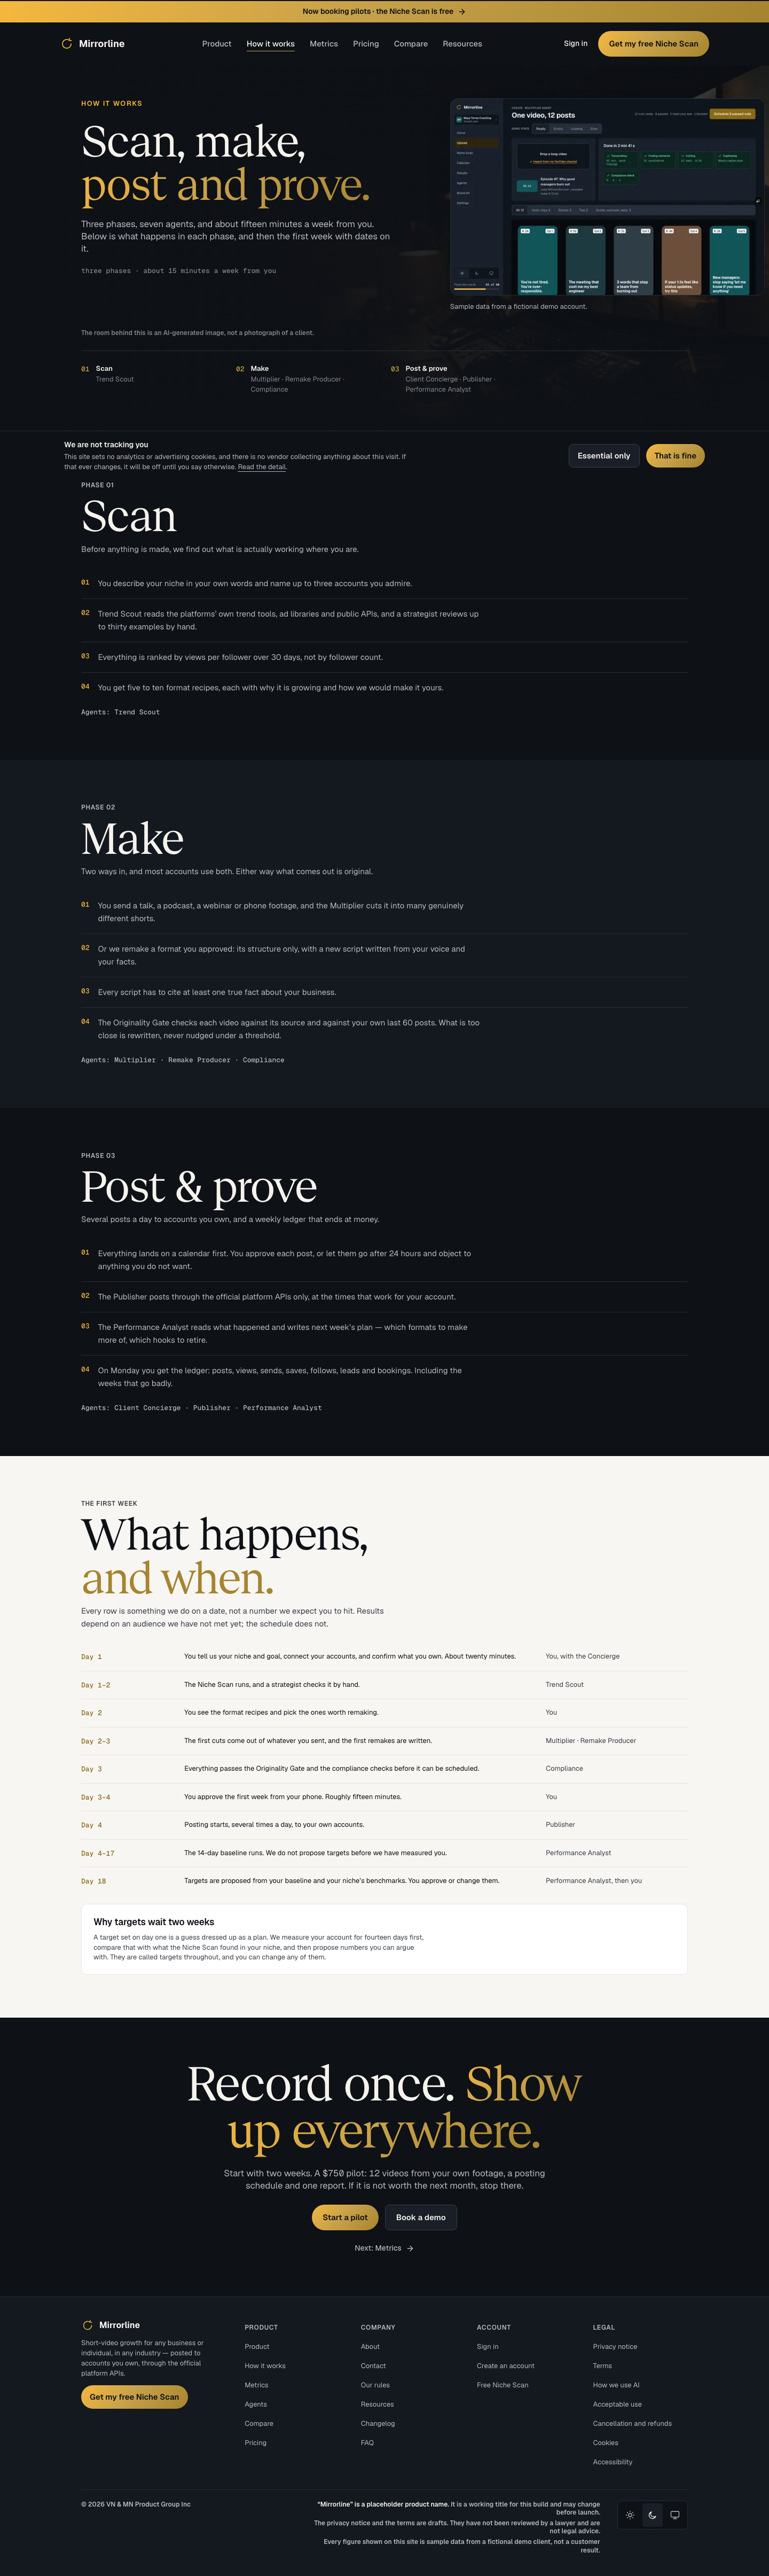 Now booking pilots · the Niche Scan is free →
Mirrorline
Product How it works Metrics Pricing Compare Resources
Sign in
Get my free Niche Scan
HOW IT WORKS
Scan, make,
post and prove.
Three phases, seven agents, and about fifteen minutes a week from you.
Below is what happens in each phase, and then the first week with dates on
it.
three phases · about 15 minutes a week from you
Mirrorline
One video, 12 posts
Done in 2 min 41 s
Sample data from a fictional demo account.
The room behind this is an AI-generated image, not a photograph of a client.
01 Scan
Trend Scout
02 Make
Multiplier · Remake Producer ·
Compliance
03 Post & prove
Client Concierge · Publisher ·
Performance Analyst
We are not tracking you
This site sets no analytics or advertising cookies, and there is no vendor collecting anything about this visit. If
that ever changes, it will be off until you say otherwise. Read the detail.
Essential only
That is fine
PHASE 01
Scan
Before anything is made, we find out what is actually working where you are.
01 You describe your niche in your own words and name up to three accounts you admire.
02 Trend Scout reads the platforms' own trend tools, ad libraries and public APIs, and a strategist reviews up
to thirty examples by hand.
03 Everything is ranked by views per follower over 30 days, not by follower count.
04 You get five to ten format recipes, each with why it is growing and how we would make it yours.
Agents: Trend Scout
PHASE 02
Make
Two ways in, and most accounts use both. Either way what comes out is original.
01 You send a talk, a podcast, a webinar or phone footage, and the Multiplier cuts it into many genuinely
different shorts.
02 Or we remake a format you approved: its structure only, with a new script written from your voice and
your facts.
03 Every script has to cite at least one true fact about your business.
04 The Originality Gate checks each video against its source and against your own last 60 posts. What is too
close is rewritten, never nudged under a threshold.
Agents: Multiplier · Remake Producer · Compliance
PHASE 03
Post & prove
Several posts a day to accounts you own, and a weekly ledger that ends at money.
01 Everything lands on a calendar first. You approve each post, or let them go after 24 hours and object to
anything you do not want.
02 The Publisher posts through the official platform APIs only, at the times that work for your account.
03 The Performance Analyst reads what happened and writes next week's plan — which formats to make
more of, which hooks to retire.
04 On Monday you get the ledger: posts, views, sends, saves, follows, leads and bookings. Including the
weeks that go badly.
Agents: Client Concierge · Publisher · Performance Analyst
THE FIRST WEEK
What happens,
and when.
Every row is something we do on a date, not a number we expect you to hit. Results
depend on an audience we have not met yet; the schedule does not.
Day 1 You tell us your niche and goal, connect your accounts, and confirm what you own. About twenty minutes. You, with the Concierge
Day 1–2 The Niche Scan runs, and a strategist checks it by hand. Trend Scout
Day 2 You see the format recipes and pick the ones worth remaking. You
Day 2–3 The first cuts come out of whatever you sent, and the first remakes are written. Multiplier · Remake Producer
Day 3 Everything passes the Originality Gate and the compliance checks before it can be scheduled. Compliance
Day 3–4 You approve the first week from your phone. Roughly fifteen minutes. You
Day 4 Posting starts, several times a day, to your own accounts. Publisher
Day 4–17 The 14-day baseline runs. We do not propose targets before we have measured you. Performance Analyst
Day 18 Targets are proposed from your baseline and your niche's benchmarks. You approve or change them. Performance Analyst, then you
Why targets wait two weeks
A target set on day one is a guess dressed up as a plan. We measure your account for fourteen days first,
compare that with what the Niche Scan found in your niche, and then propose numbers you can argue
with. They are called targets throughout, and you can change any of them.
Record once. Show
up everywhere.
Start with two weeks. A $750 pilot: 12 videos from your own footage, a posting
schedule and one report. If it is not worth the next month, stop there.
Start a pilot
Book a demo
Next: Metrics →
Mirrorline
Short-video growth for any business or
individual, in any industry — posted to
accounts you own, through the official
platform APIs.
Get my free Niche Scan
PRODUCT
Product
How it works
Metrics
Agents
Compare
Pricing
COMPANY
About
Contact
Our rules
Resources
Changelog
FAQ
ACCOUNT
Sign in
Create an account
Free Niche Scan
LEGAL
Privacy notice
Terms
How we use AI
Acceptable use
Cancellation and refunds
Cookies
Accessibility
© 2026 VN & MN Product Group Inc
"Mirrorline" is a placeholder product name. It is a working title for this build and may change
before launch.
The privacy notice and the terms are drafts. They have not been reviewed by a lawyer and are
not legal advice.
Every figure shown on this site is sample data from a fictional demo client, not a customer
result.